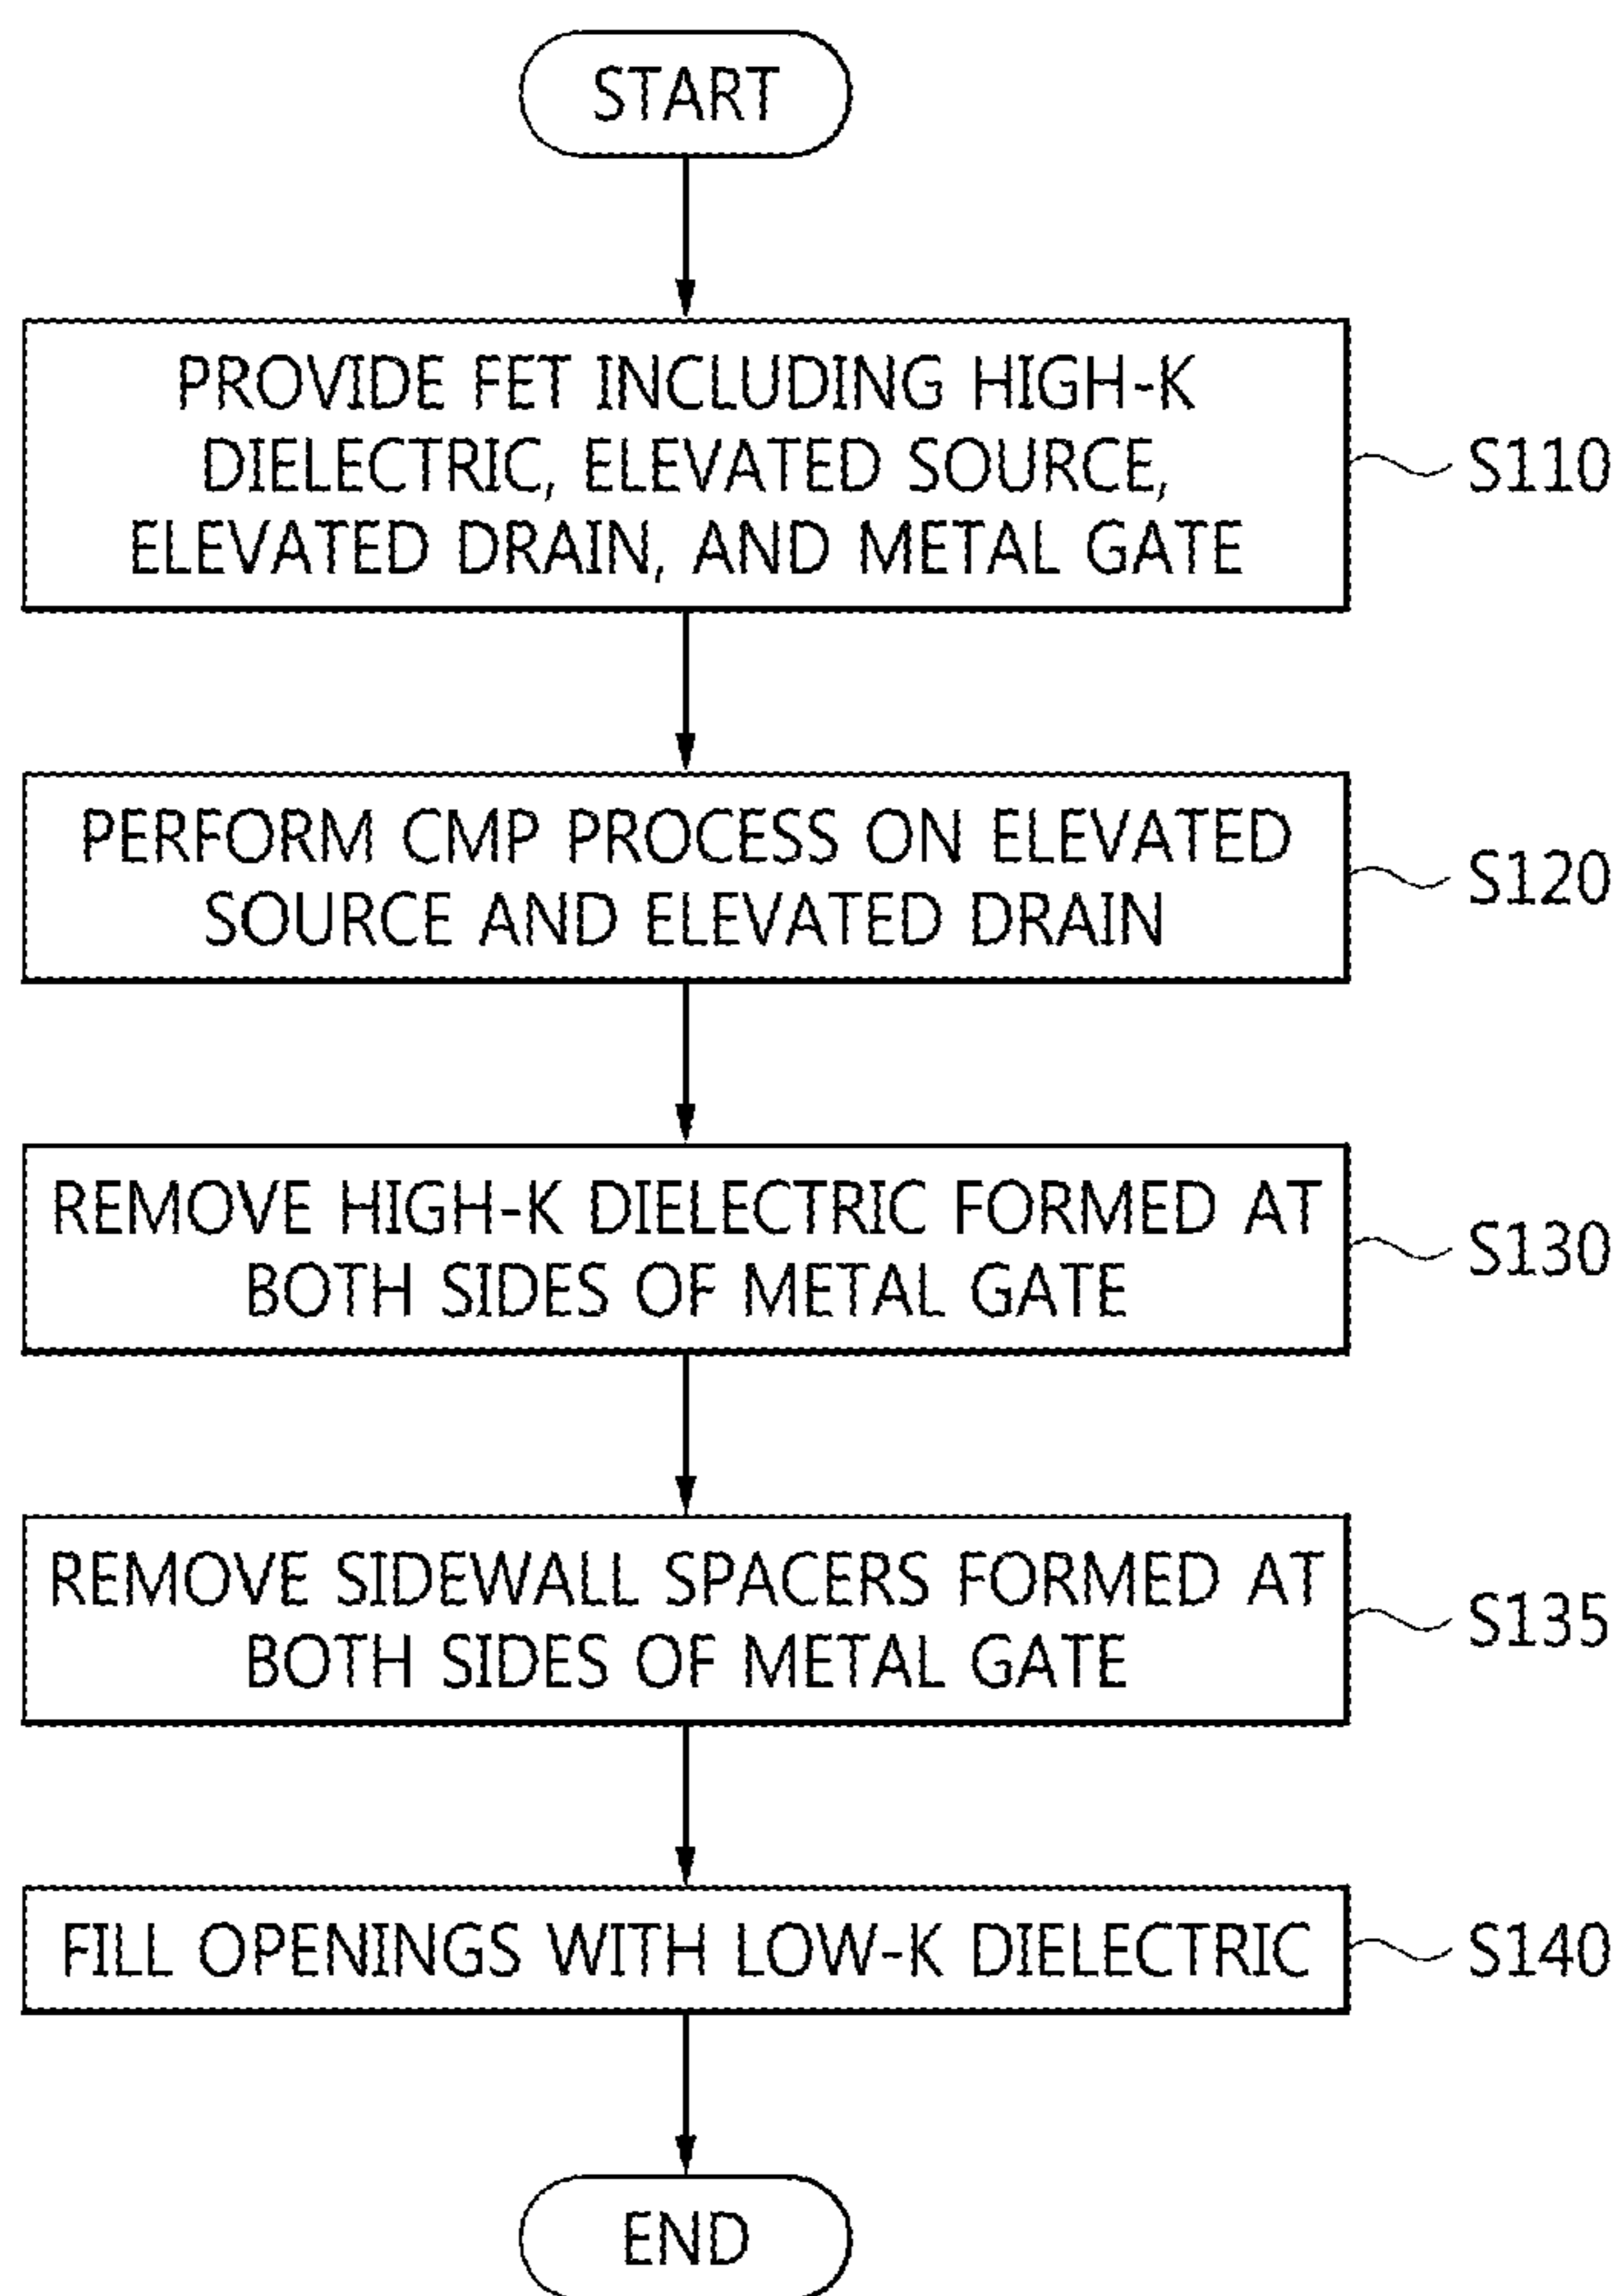 START
PROVIDE FET INCLUDING HIGH-K
DIELECTRIC, ELEVATED SOURCE,
ELEVATED DRAIN, AND METAL GATE
S110
PERFORM CMP PROCESS ON ELEVATED
SOURCE AND ELEVATED DRAIN
S120
REMOVE HIGH-K DIELECTRIC FORMED AT
BOTH SIDES OF METAL GATE
S130
REMOVE SIDEWALL SPACERS FORMED AT
BOTH SIDES OF METAL GATE
S135
FILL OPENINGS WITH LOW-K DIELECTRIC
S140
END